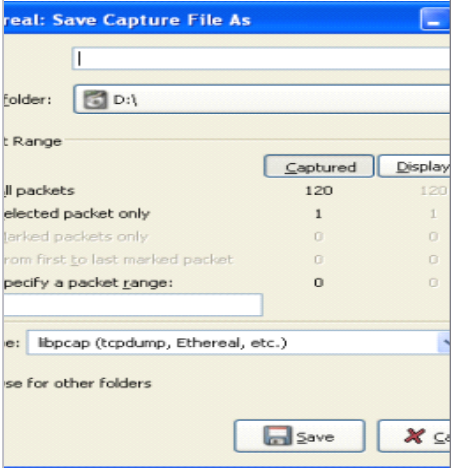 real: Save Capture File As
folder: D:\
t Range
Captured Display
ll packets 120 120
elected packet only 1 1
arked packets only 0 0
rom first to last marked packet 0 0
pecify a packet range: 0 0
e: libpcap (tcpdump, Ethereal, etc.)
se for other folders
Save Ca